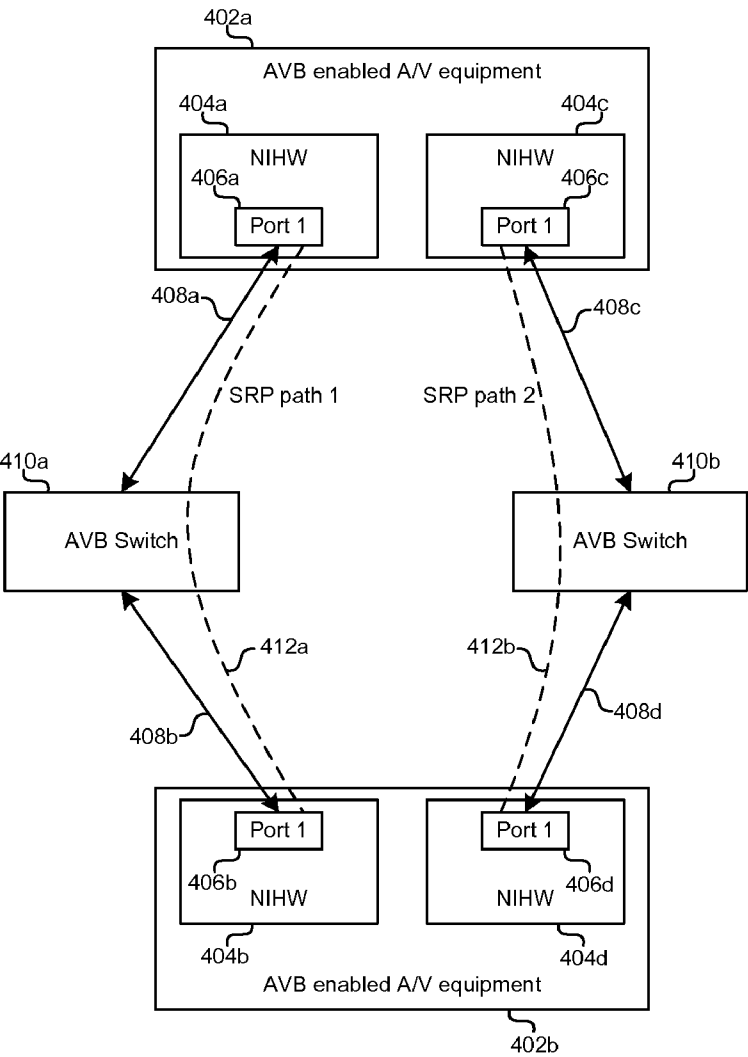 402a
AVB enabled A/V equipment
404a
404c
NIHW
NIHW
406a
406c
Port 1
Port 1
408a
408c
SRP path 1
SRP path 2
410a
410b
AVB Switch
AVB Switch
412a
412b
408b
408d
Port 1
Port 1
406b
406d
NIHW
NIHW
404b
404d
AVB enabled A/V equipment
402b